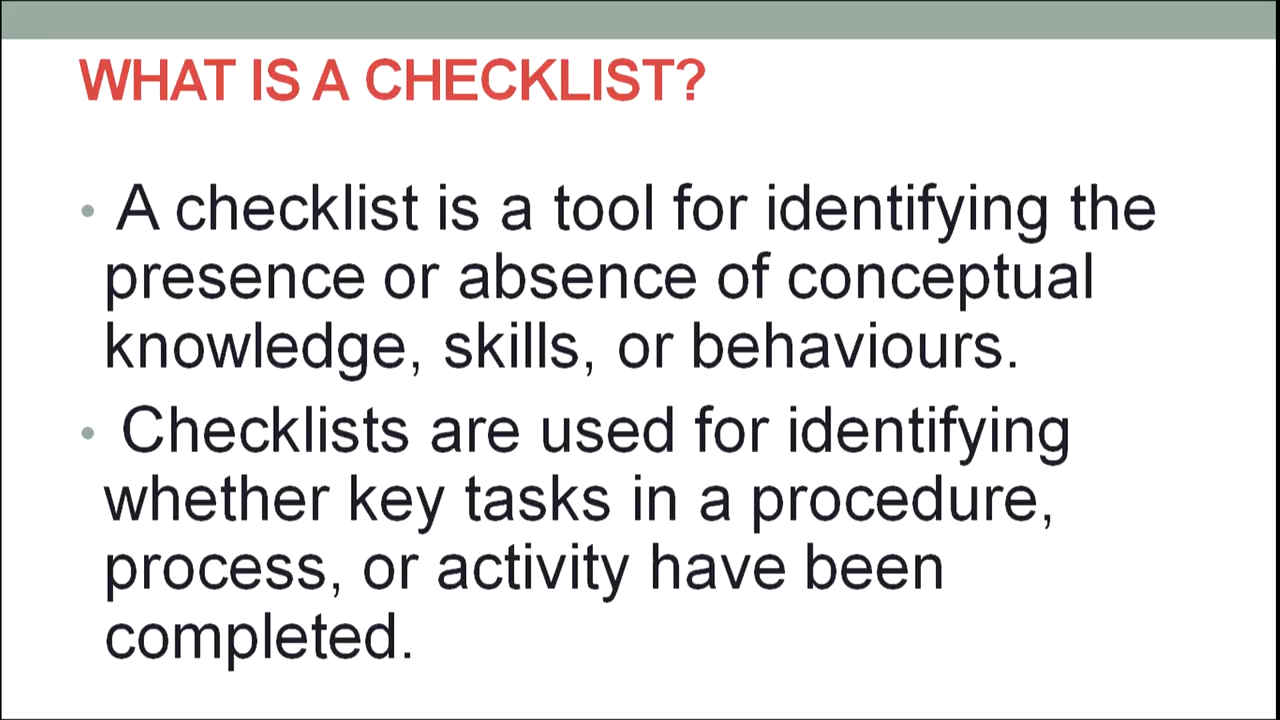 WHAT IS A CHECKLIST?
• A checklist is a tool for identifying the
presence or absence of conceptual
knowledge, skills, or behaviours.
• Checklists are used for identifying
whether key tasks in a procedure,
process, or activity have been
completed.